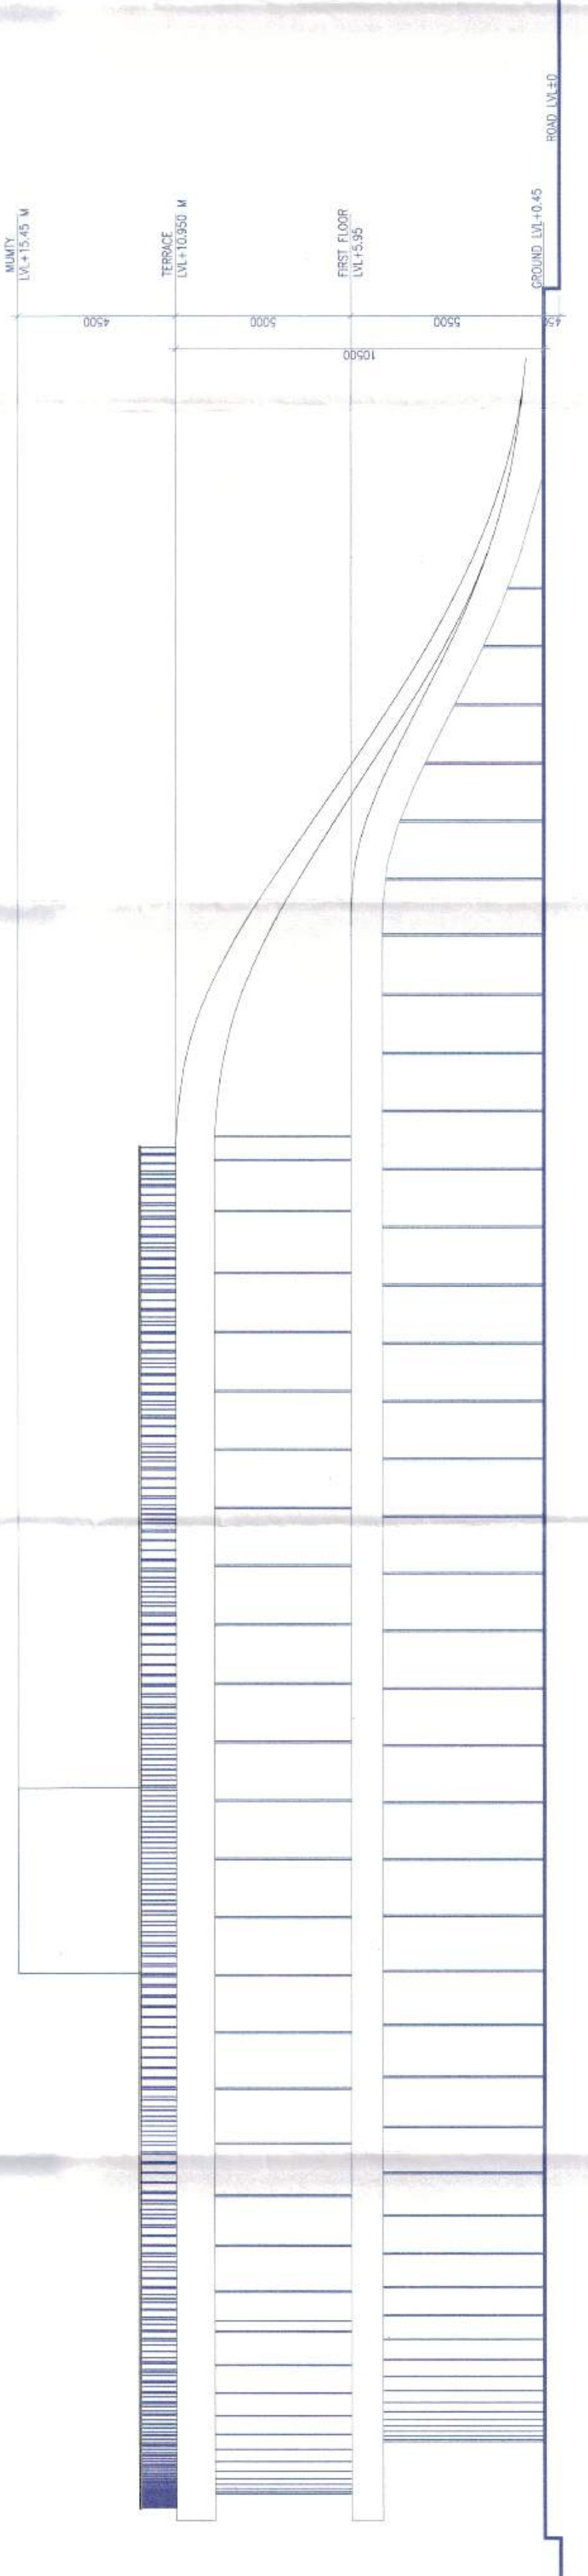 MUMTY
LVL+15.45 M
TERRACE
LVL+10.950 M
FIRST FLOOR
LVL+5.95
GROUND LVL+0.45
ROAD LVL±0
4500
5000
5500
450
10500